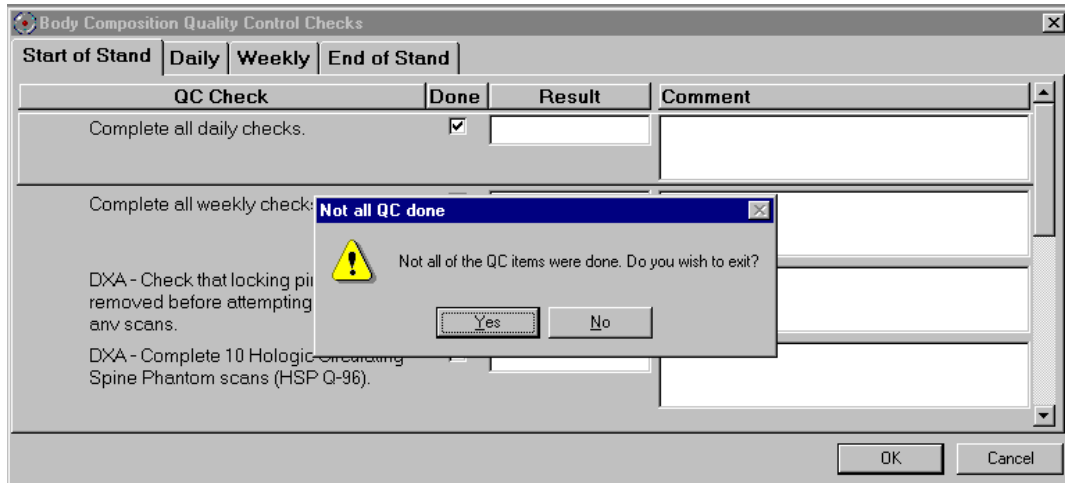 Body Composition Quality Control Checks
Start of Stand Daily Weekly End of Stand
QC Check Done Result Comment
Complete all daily checks.
Complete all weekly check
Not all QC done
Not all of the QC items were done. Do you wish to exit?
Yes No
DXA - Check that locking pi
removed before attempting
any scans.
DXA - Complete 10 Hologic
Spine Phantom scans (HSP Q-96).
OK Cancel